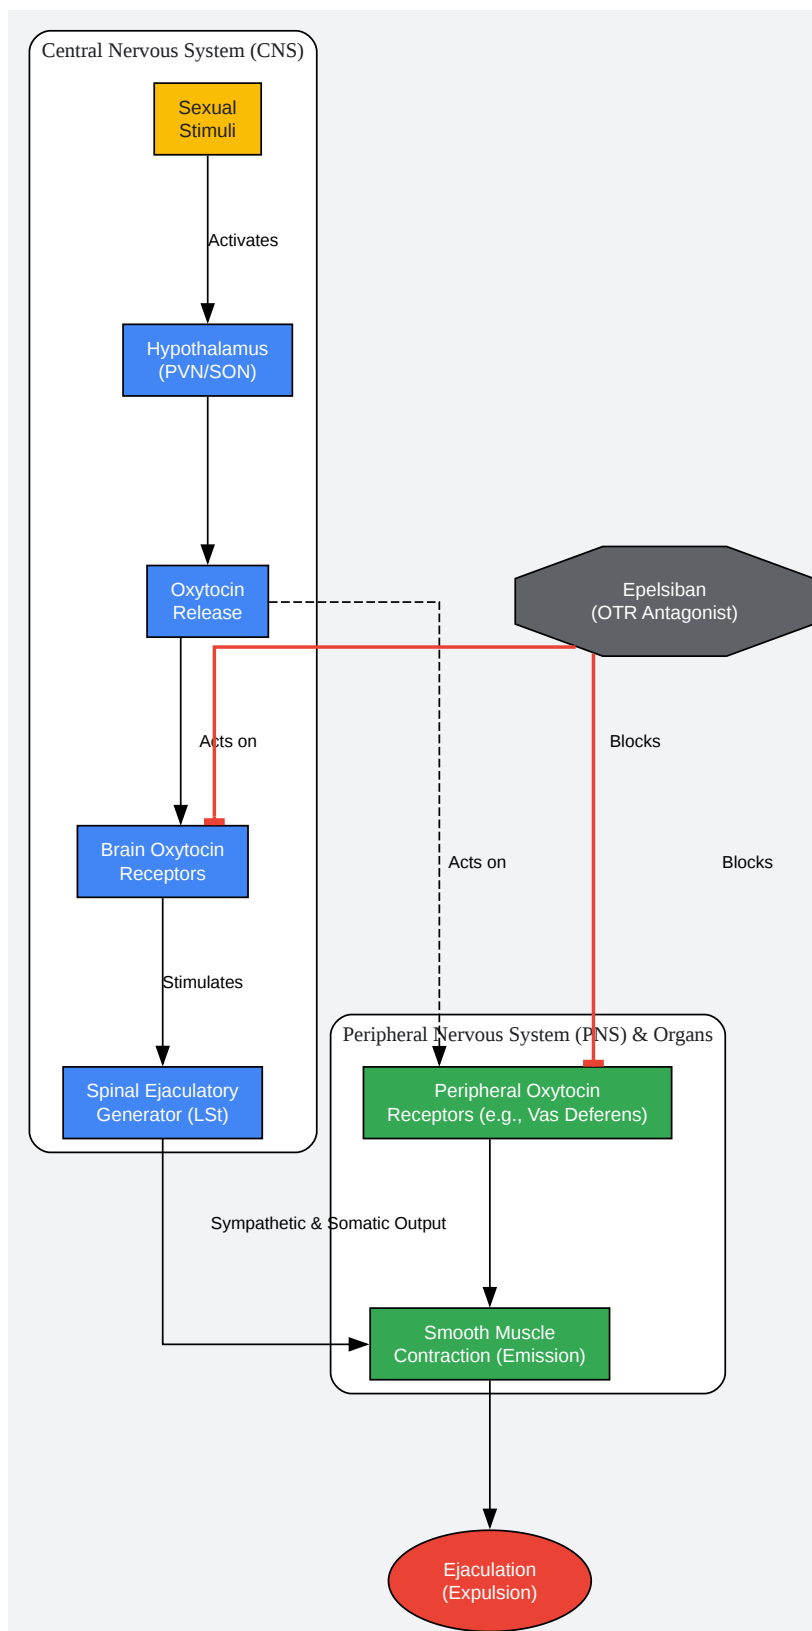 Central Nervous System (CNS)
Sexual
Stimuli
Activates
Hypothalamus
(PVN/SON)
Oxytocin
Release
Epelsiban
(OTR Antagonist)
Acts on
Blocks
Brain Oxytocin
Receptors
Acts on
Blocks
Stimulates
Peripheral Nervous System (PNS) & Organs
Spinal Ejaculatory
Generator (LSt)
Peripheral Oxytocin
Receptors (e.g., Vas Deferens)
Sympathetic & Somatic Output
Smooth Muscle
Contraction (Emission)
Ejaculation
(Expulsion)